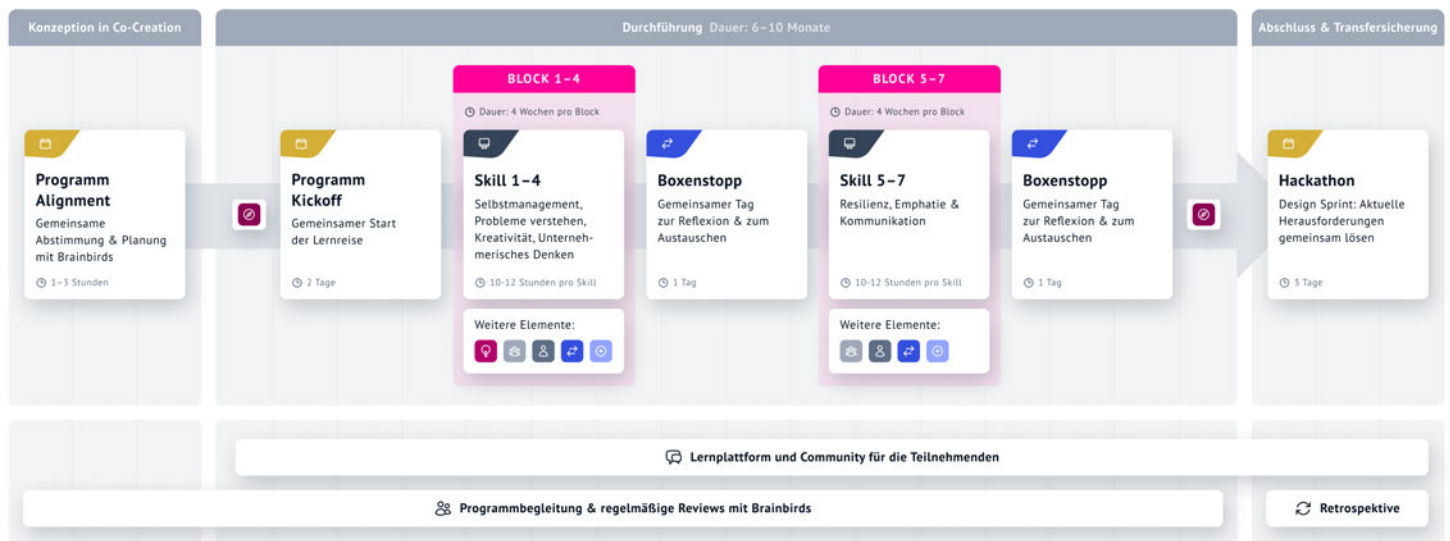 Konzeption in Co-Creation
Durchführung Dauer: 6–10 Monate
Abschluss & Transfersicherung
BLOCK 1–4
BLOCK 5–7
Dauer: 4 Wochen pro Block
Dauer: 4 Wochen pro Block
Programm
Alignment
Gemeinsame
Abstimmung & Planung
mit Brainbirds
1–3 Stunden
Programm
Kickoff
Gemeinsamer Start
der Lernreise
2 Tage
Skill 1–4
Selbstmanagement,
Probleme verstehen,
Kreativität, Unterneh-
merisches Denken
10-12 Stunden pro Skill
Weitere Elemente:
Boxenstopp
Gemeinsamer Tag
zur Reflexion & zum
Austauschen
1 Tag
Skill 5–7
Resilienz, Emphatie &
Kommunikation
10-12 Stunden pro Skill
Weitere Elemente:
Boxenstopp
Gemeinsamer Tag
zur Reflexion & zum
Austauschen
1 Tag
Hackathon
Design Sprint: Aktuelle
Herausforderungen
gemeinsam lösen
3 Tage
Lernplattform und Community für die Teilnehmenden
Programmbegleitung & regelmäßige Reviews mit Brainbirds
Retrospektive